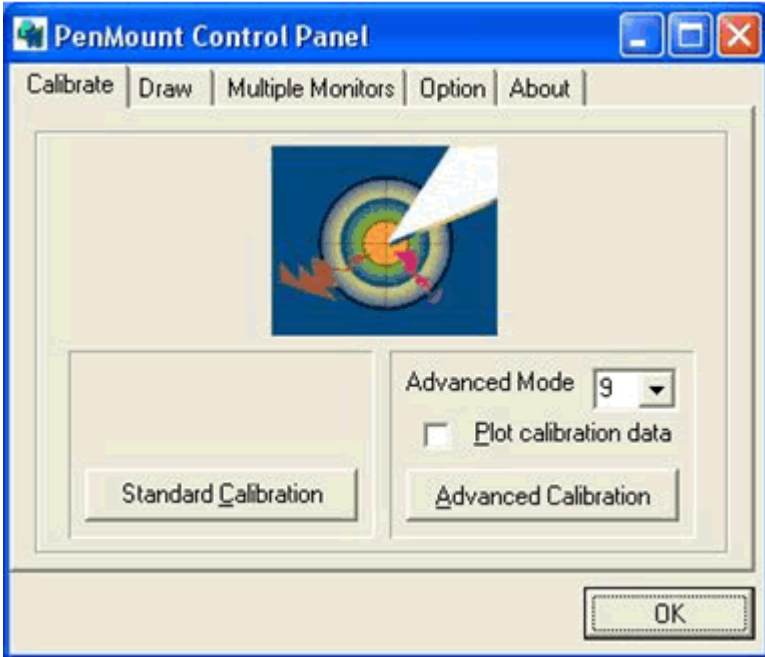 PenMount Control Panel
Calibrate Draw Multiple Monitors Option About
Advanced Mode 9
Plot calibration data
Standard Calibration Advanced Calibration
OK